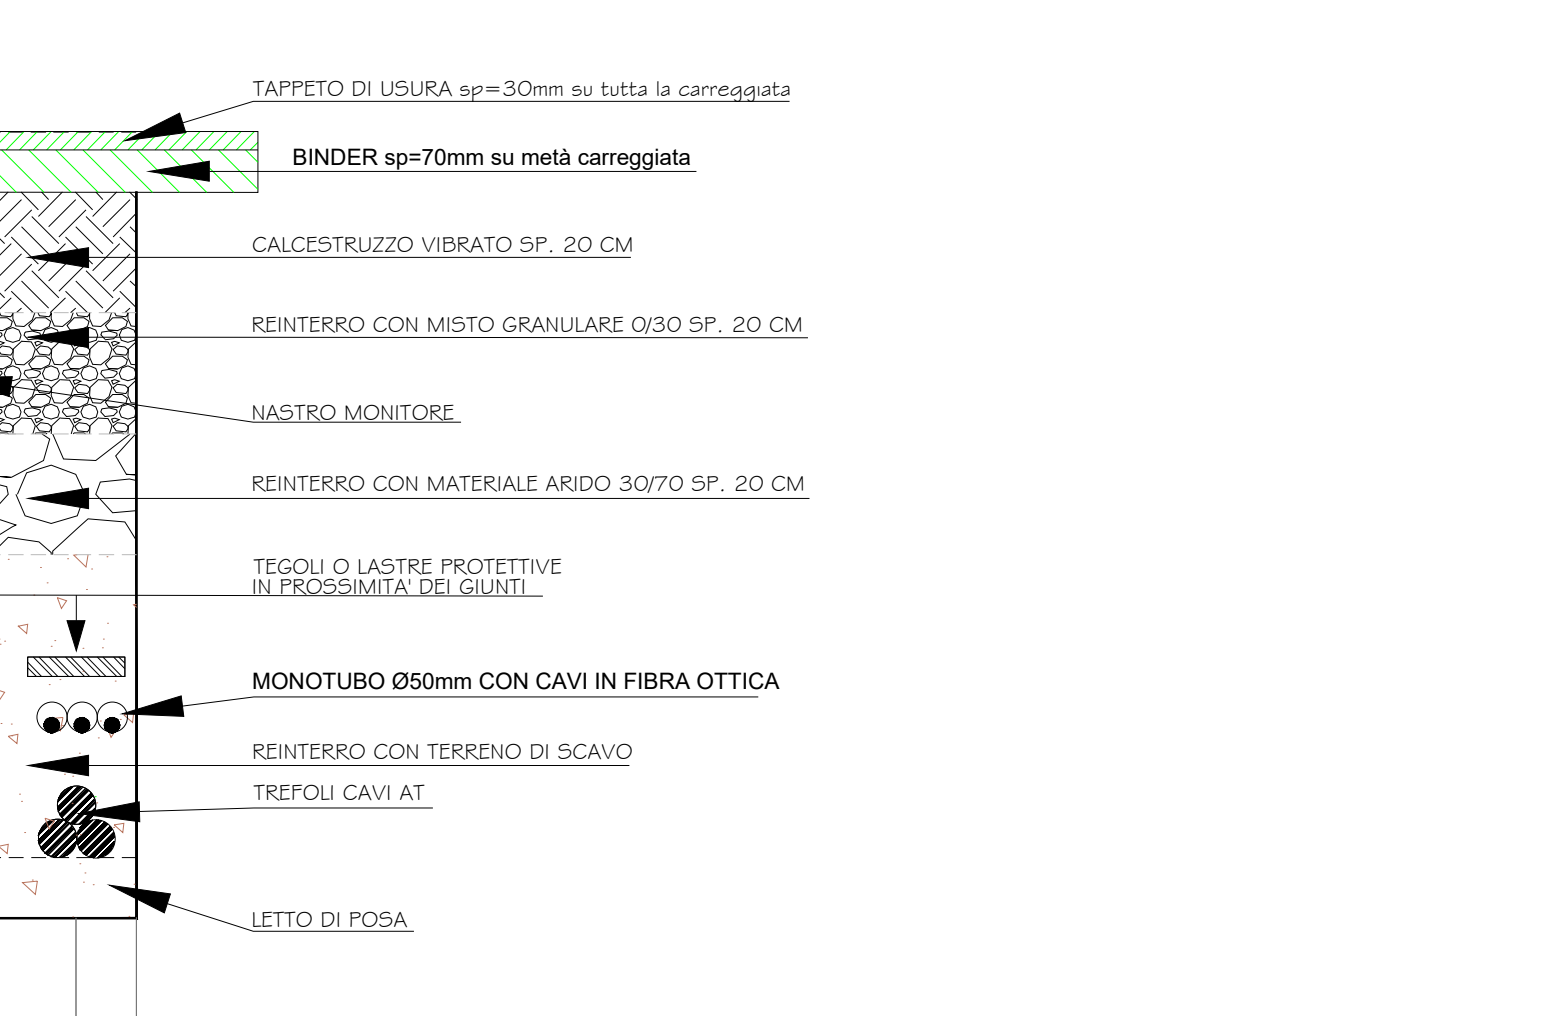 TAPPETO DI USURA sp=30mm su tutta la carreggiata
BINDER sp=70mm su metà carreggiata
CALCESTRUZZO VIBRATO SP. 20 CM
REINTERRO CON MISTO GRANULARE 0/30 SP. 20 CM
NASTRO MONITORE
REINTERRO CON MATERIALE ARIDO 30/70 SP. 20 CM
TEGOLI O LASTRE PROTETTIVE
IN PROSSIMITA' DEI GIUNTI
MONOTUBO Ø50mm CON CAVI IN FIBRA OTTICA
REINTERRO CON TERRENO DI SCAVO
TREFOLI CAVI AT
LETTO DI POSA